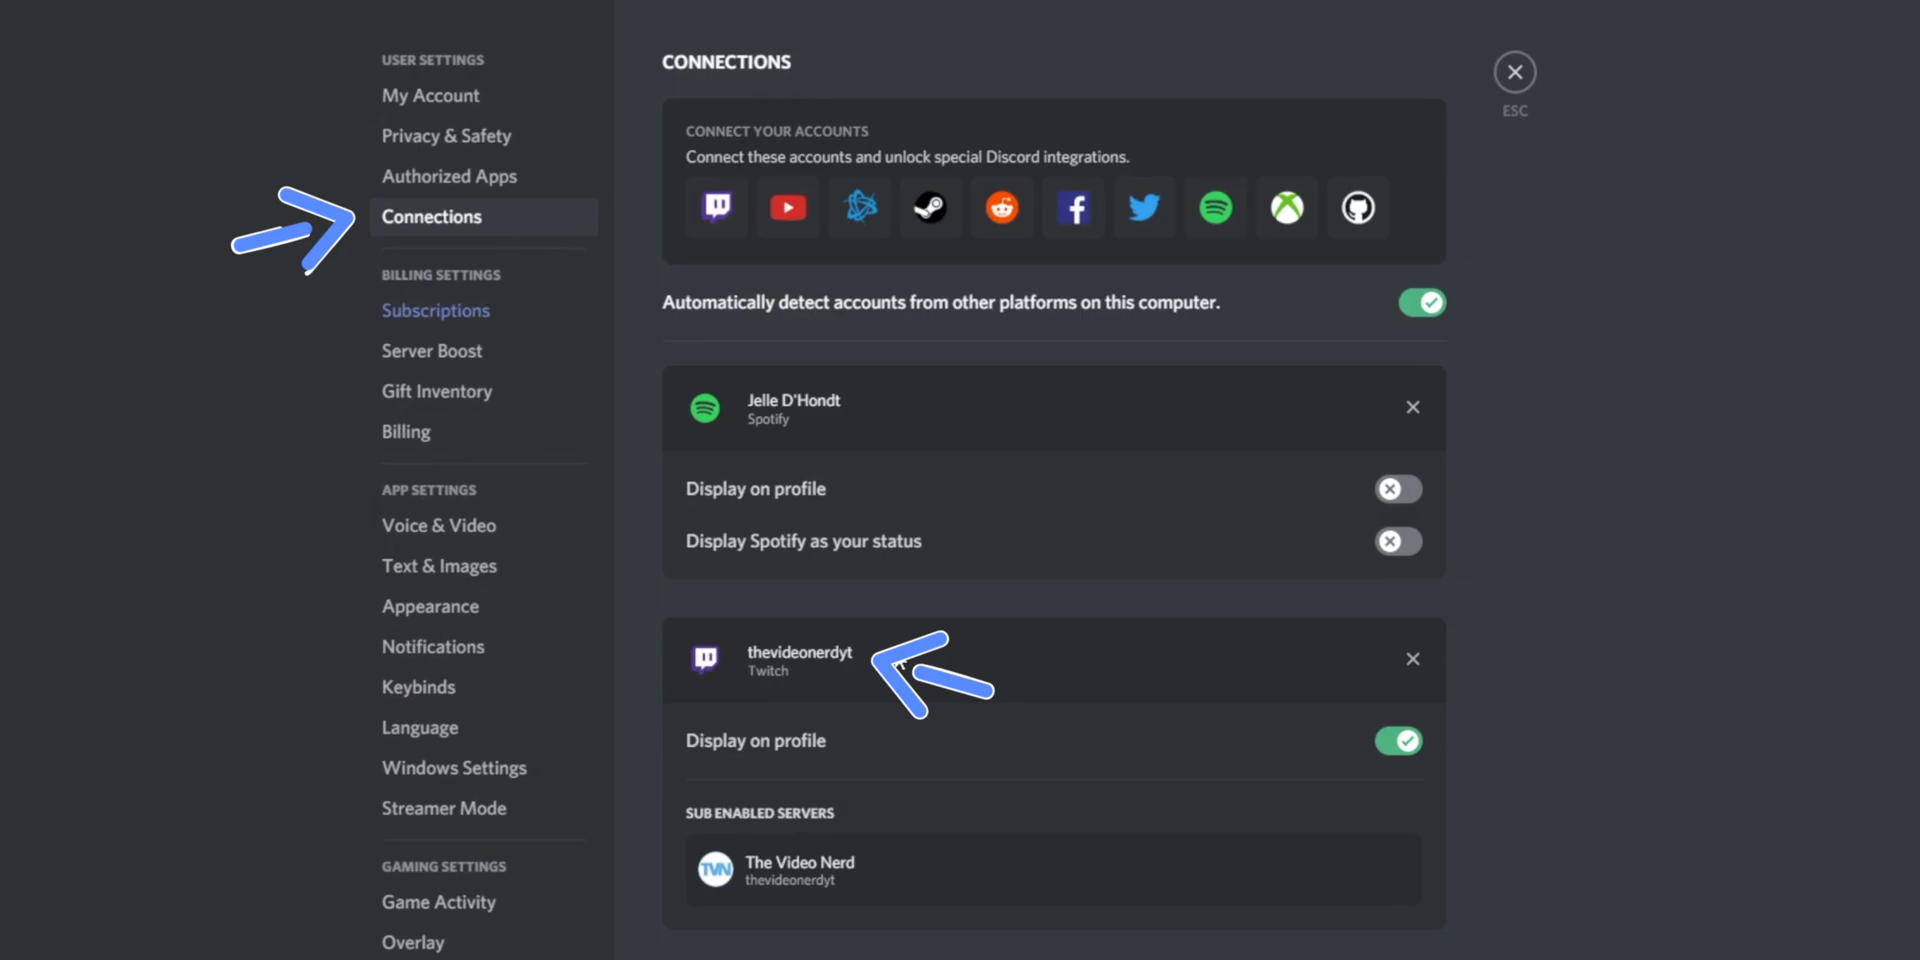 USER SETTINGS
My Account
Privacy & Safety
Authorized Apps
Connections
BILLING SETTINGS
Subscriptions
Server Boost
Gift Inventory
Billing
APP SETTINGS
Voice & Video
Text & Images
Appearance
Notifications
Keybinds
Language
Windows Settings
Streamer Mode
GAMING SETTINGS
Game Activity
Overlay
CONNECTIONS
ESC
CONNECT YOUR ACCOUNTS
Connect these accounts and unlock special Discord integrations.
Automatically detect accounts from other platforms on this computer.
Jelle D'Hondt
Spotify
Display on profile
Display Spotify as your status
thevideonerdyt
Twitch
Display on profile
SUB ENABLED SERVERS
TVN
The Video Nerd
thevideonerdyt